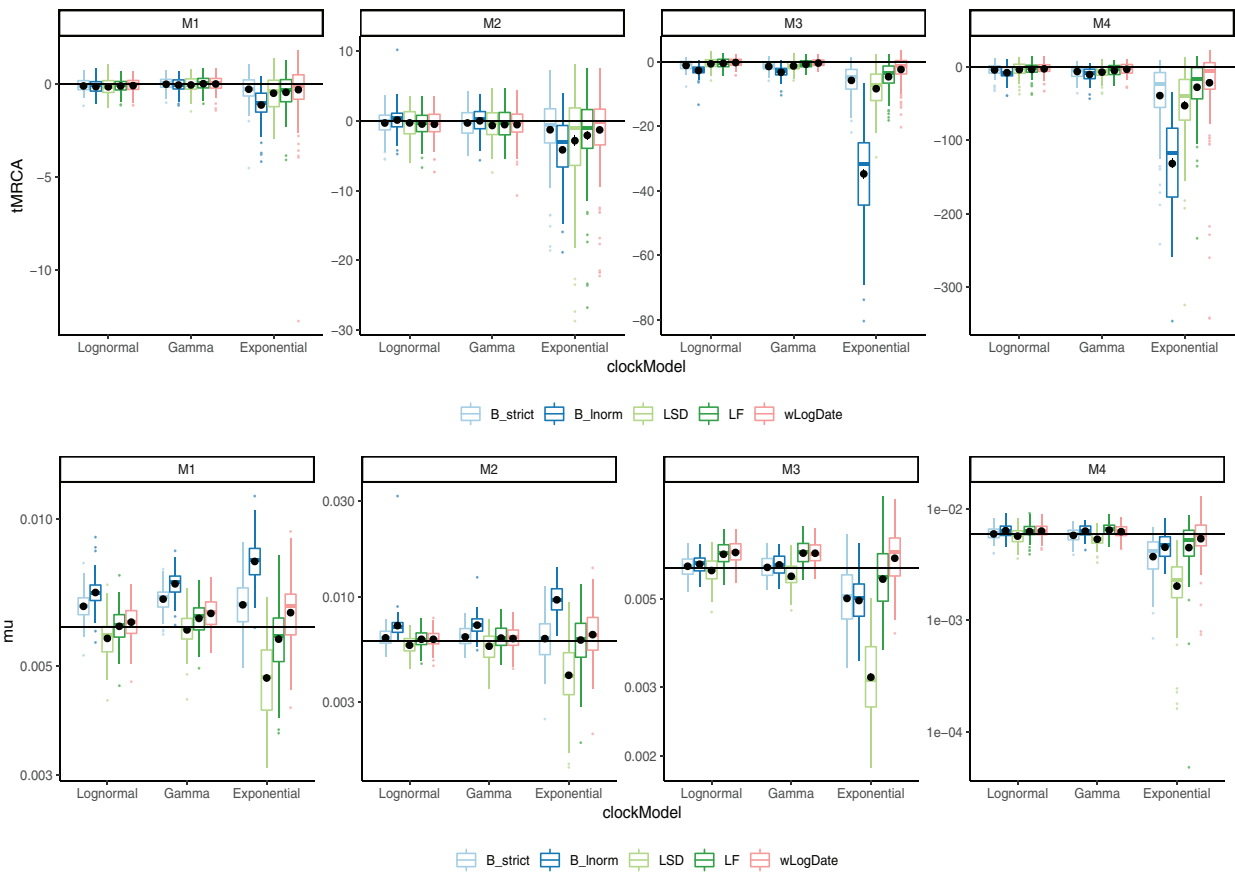 M1 M2 M3 M4
tMRCA
0
−5
−10
10
0
−10
−20
−30
0
−20
−40
−60
−80
0
−100
−200
−300
Lognormal Gamma Exponential Lognormal Gamma Exponential Lognormal Gamma Exponential Lognormal Gamma Exponential
clockModel
B_strict B_lnorm LSD LF wLogDate
M1 M2 M3 M4
mu
0.010
0.005
0.003
0.030
0.010
0.003
0.005
0.003
0.002
1e−02
1e−03
1e−04
Lognormal Gamma Exponential Lognormal Gamma Exponential Lognormal Gamma Exponential Lognormal Gamma Exponential
clockModel
B_strict B_lnorm LSD LF wLogDate